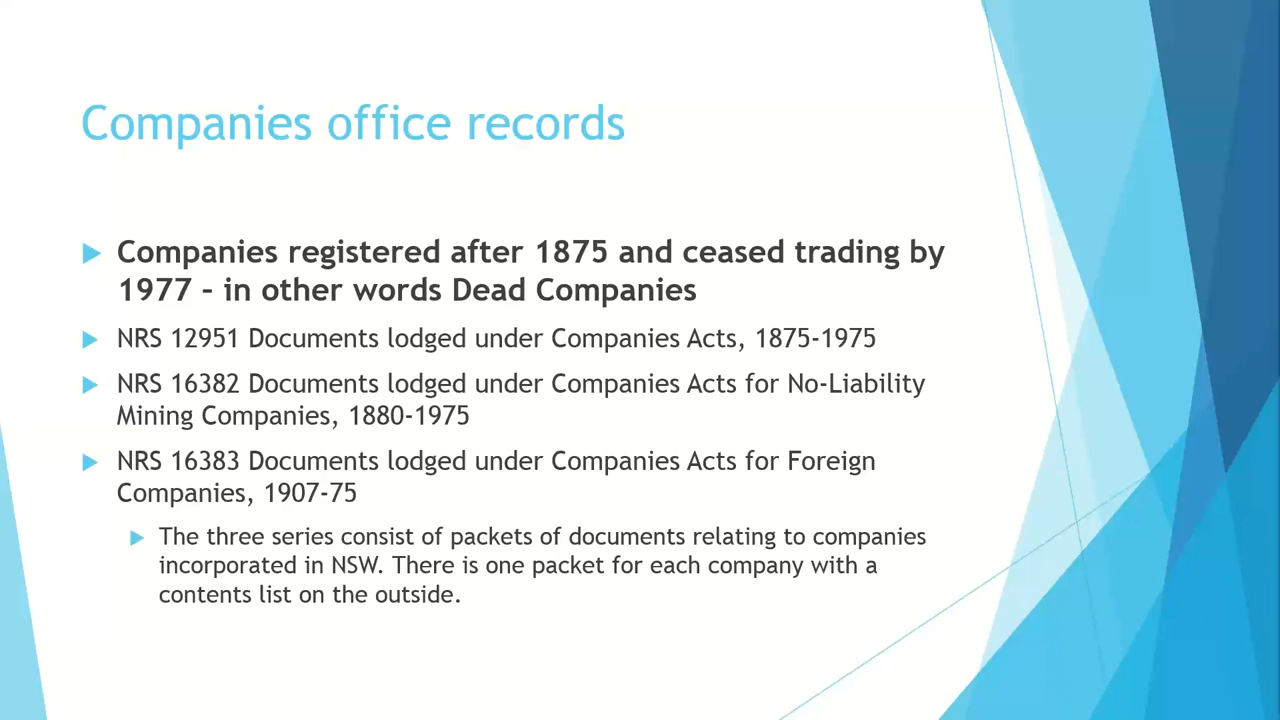 Companies office records
Companies registered after 1875 and ceased trading by
1977 – in other words Dead Companies
NRS 12951 Documents lodged under Companies Acts, 1875-1975
NRS 16382 Documents lodged under Companies Acts for No-Liability
Mining Companies, 1880-1975
NRS 16383 Documents lodged under Companies Acts for Foreign
Companies, 1907-75
The three series consist of packets of documents relating to companies
incorporated in NSW. There is one packet for each company with a
contents list on the outside.